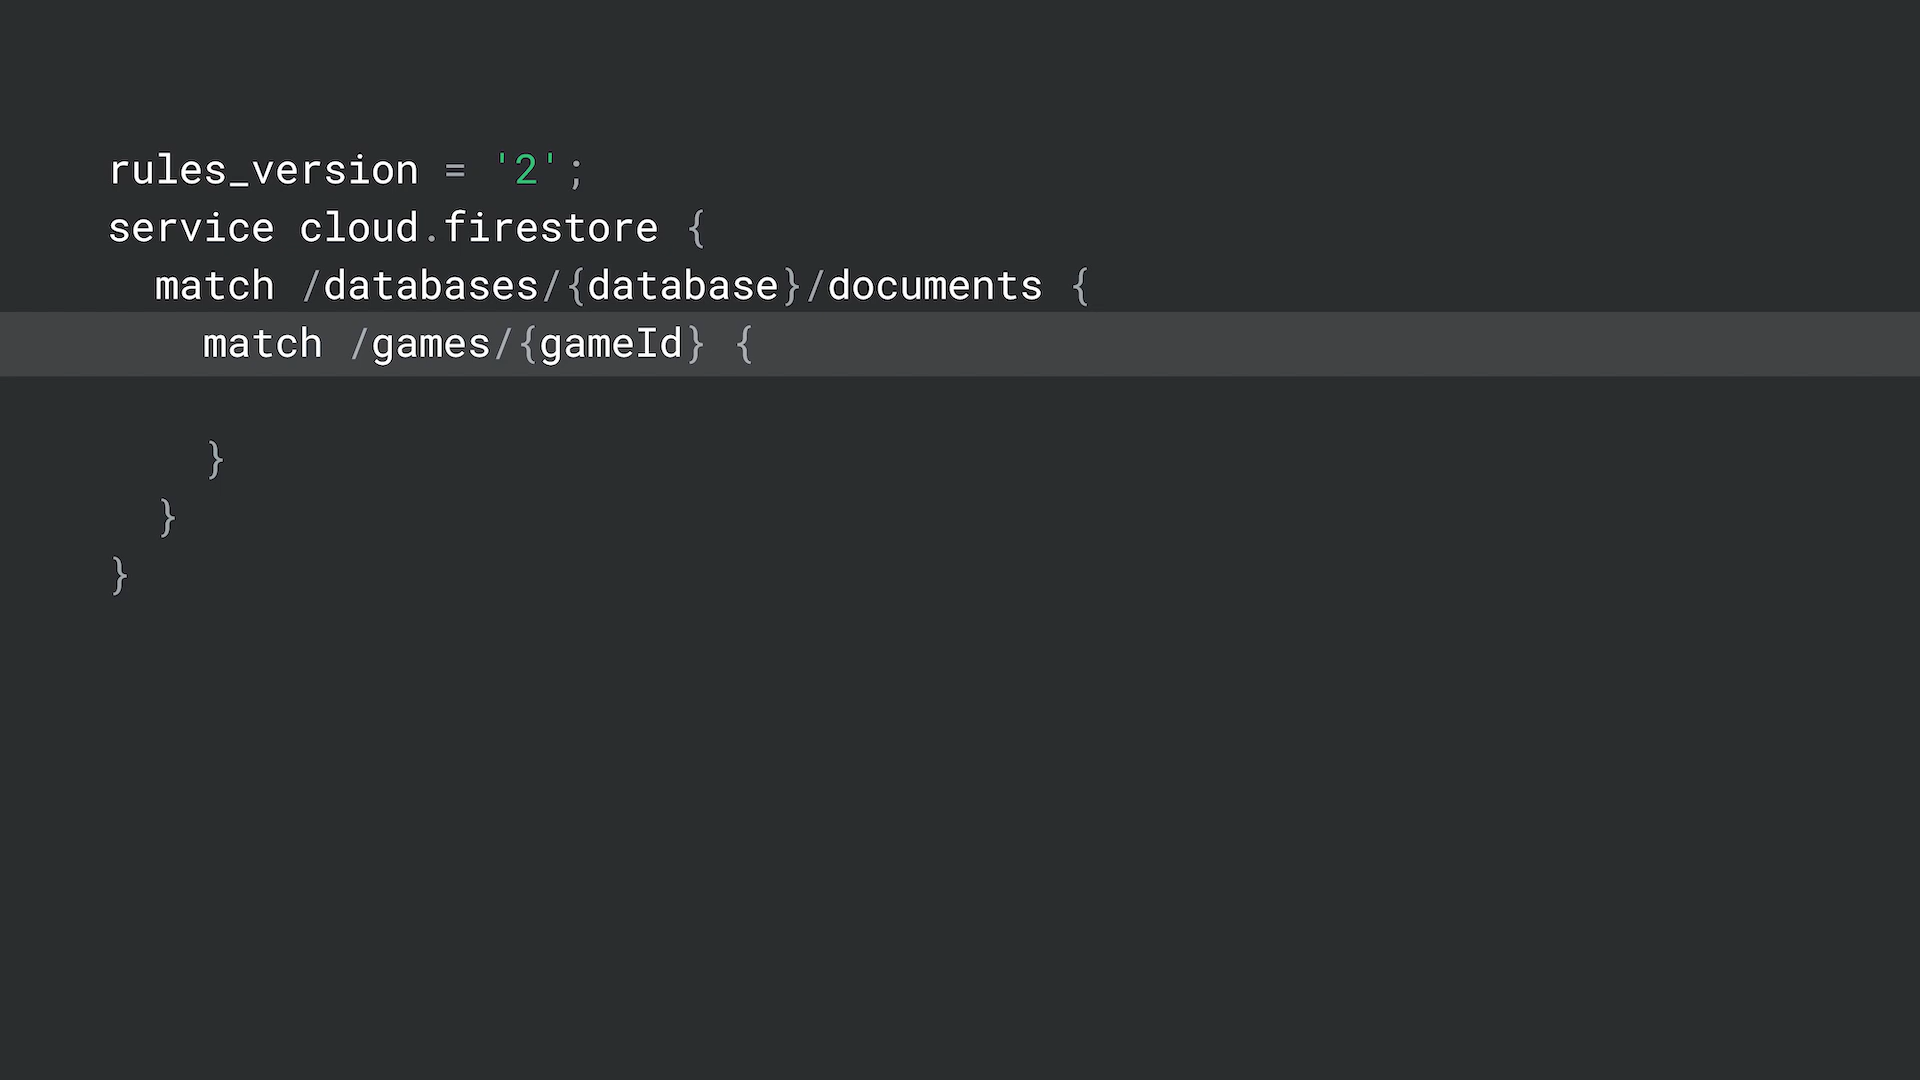 rules_version = '2';
service cloud.firestore {
match /databases/{database}/documents {
match /games/{gameId} {
}
}
}